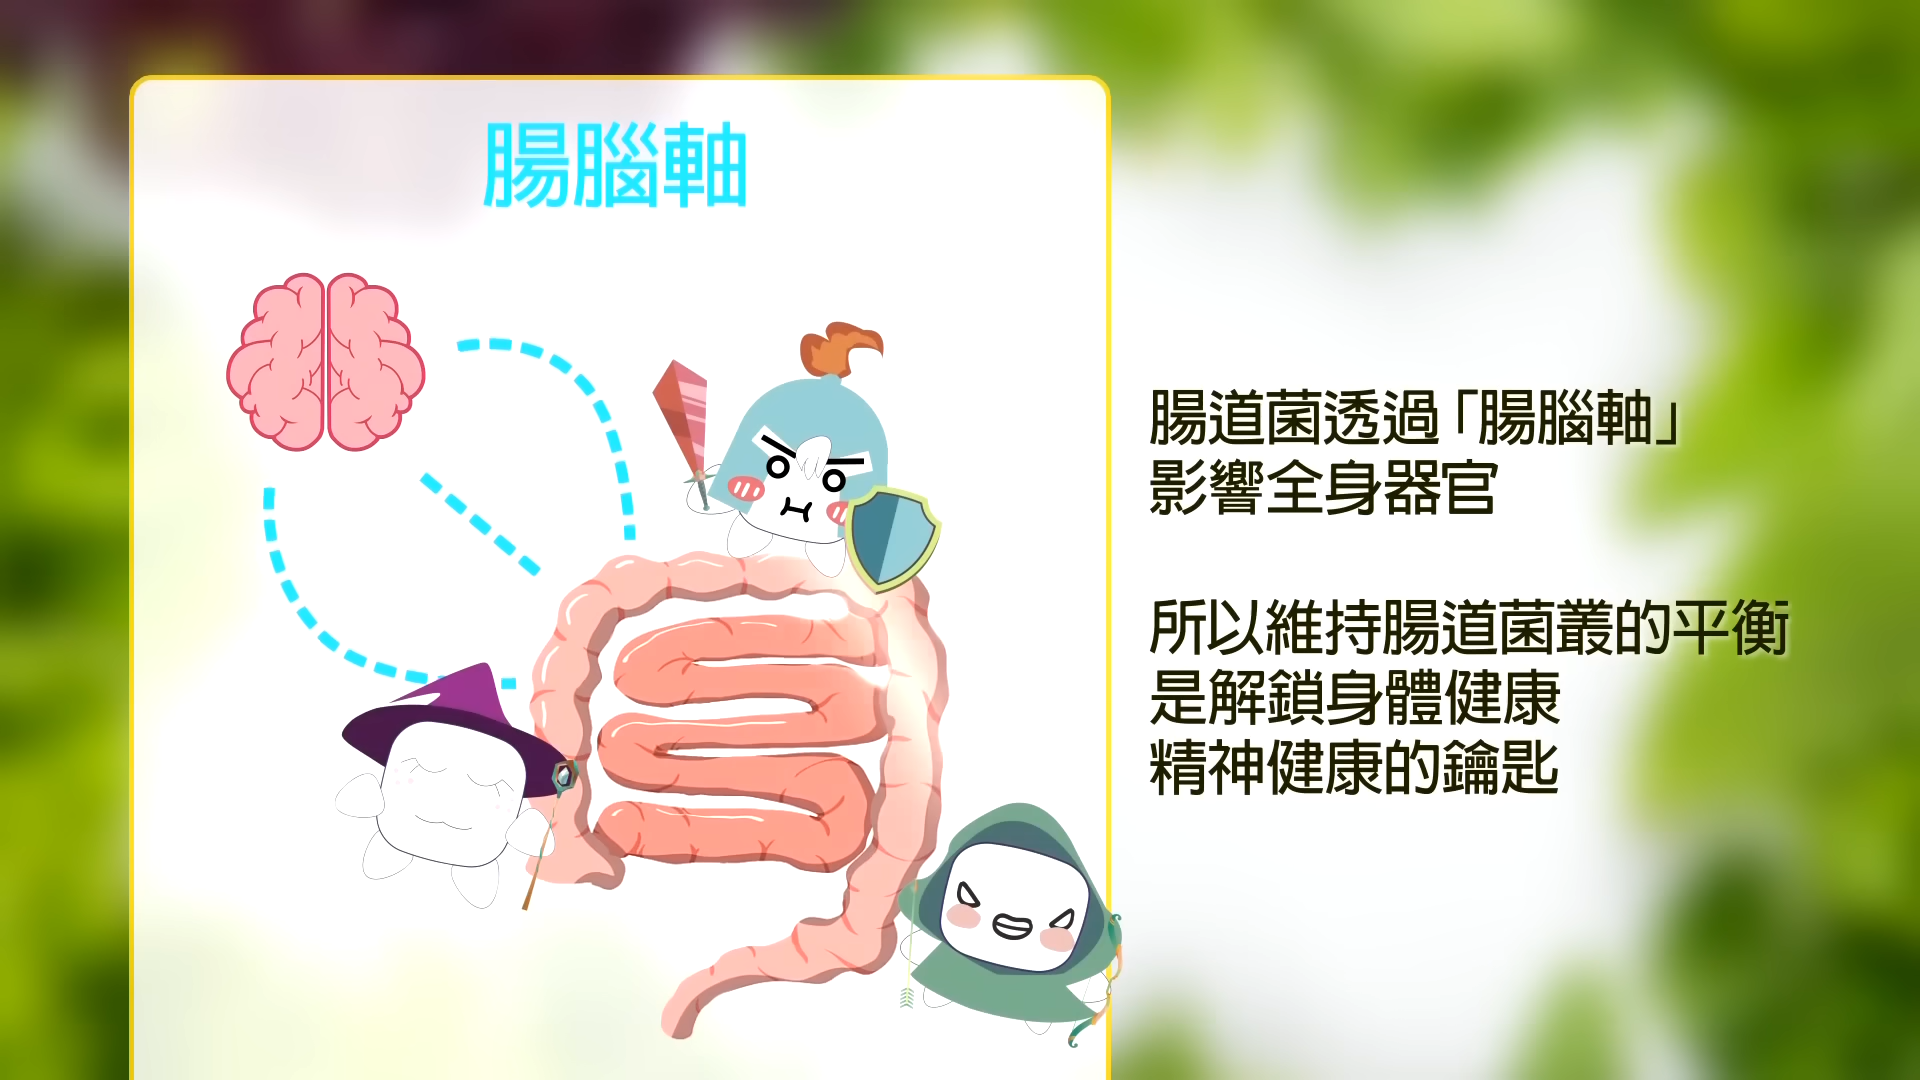 腸腦軸
腸道菌透過「腸腦軸」
影響全身器官
所以維持腸道菌叢的平衡
是解鎖身體健康
精神健康的鑰匙